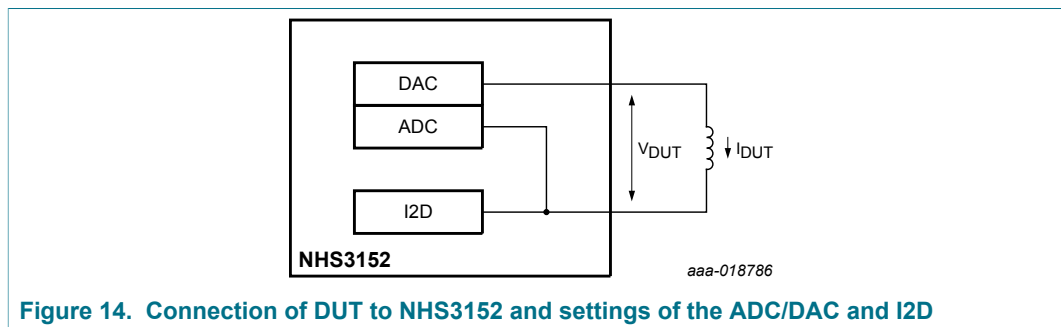 DAC
ADC
VDUT
IDUT
I2D
NHS3152
aaa-018786
Figure 14. Connection of DUT to NHS3152 and settings of the ADC/DAC and I2D